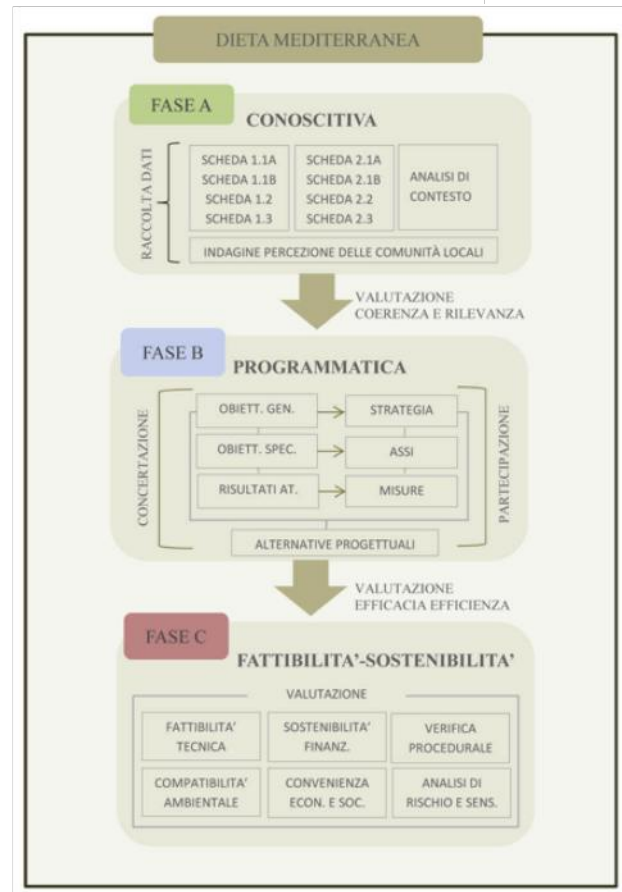 DIETA MEDITERRANEA
FASE A
CONOSCITIVA
RACCOLTA DATI
SCHEDA 1.1A
SCHEDA 1.1B
SCHEDA 1.2
SCHEDA 1.3
SCHEDA 2.1A
SCHEDA 2.1B
SCHEDA 2.2
SCHEDA 2.3
ANALISI DI
CONTESTO
INDAGINE PERCEZIONE DELLE COMUNITÀ LOCALI
VALUTAZIONE
COERENZA E RILEVANZA
FASE B
PROGRAMMATICA
CONCERTAZIONE
OBIETT. GEN.
STRATEGIA
OBIETT. SPEC.
ASSI
RISULTATI AT.
MISURE
PARTECIPAZIONE
ALTERNATIVE PROGETTUALI
VALUTAZIONE
EFFICACIA EFFICIENZA
FASE C
FATTIBILITA'-SOSTENIBILITA'
VALUTAZIONE
FATTIBILITA'
TECNICA
SOSTENIBILITA'
FINANZ.
VERIFICA
PROCEDURALE
COMPATIBILITA'
AMBIENTALE
CONVENIENZA
ECON. E SOC.
ANALISI DI
RISCHIO E SENS.